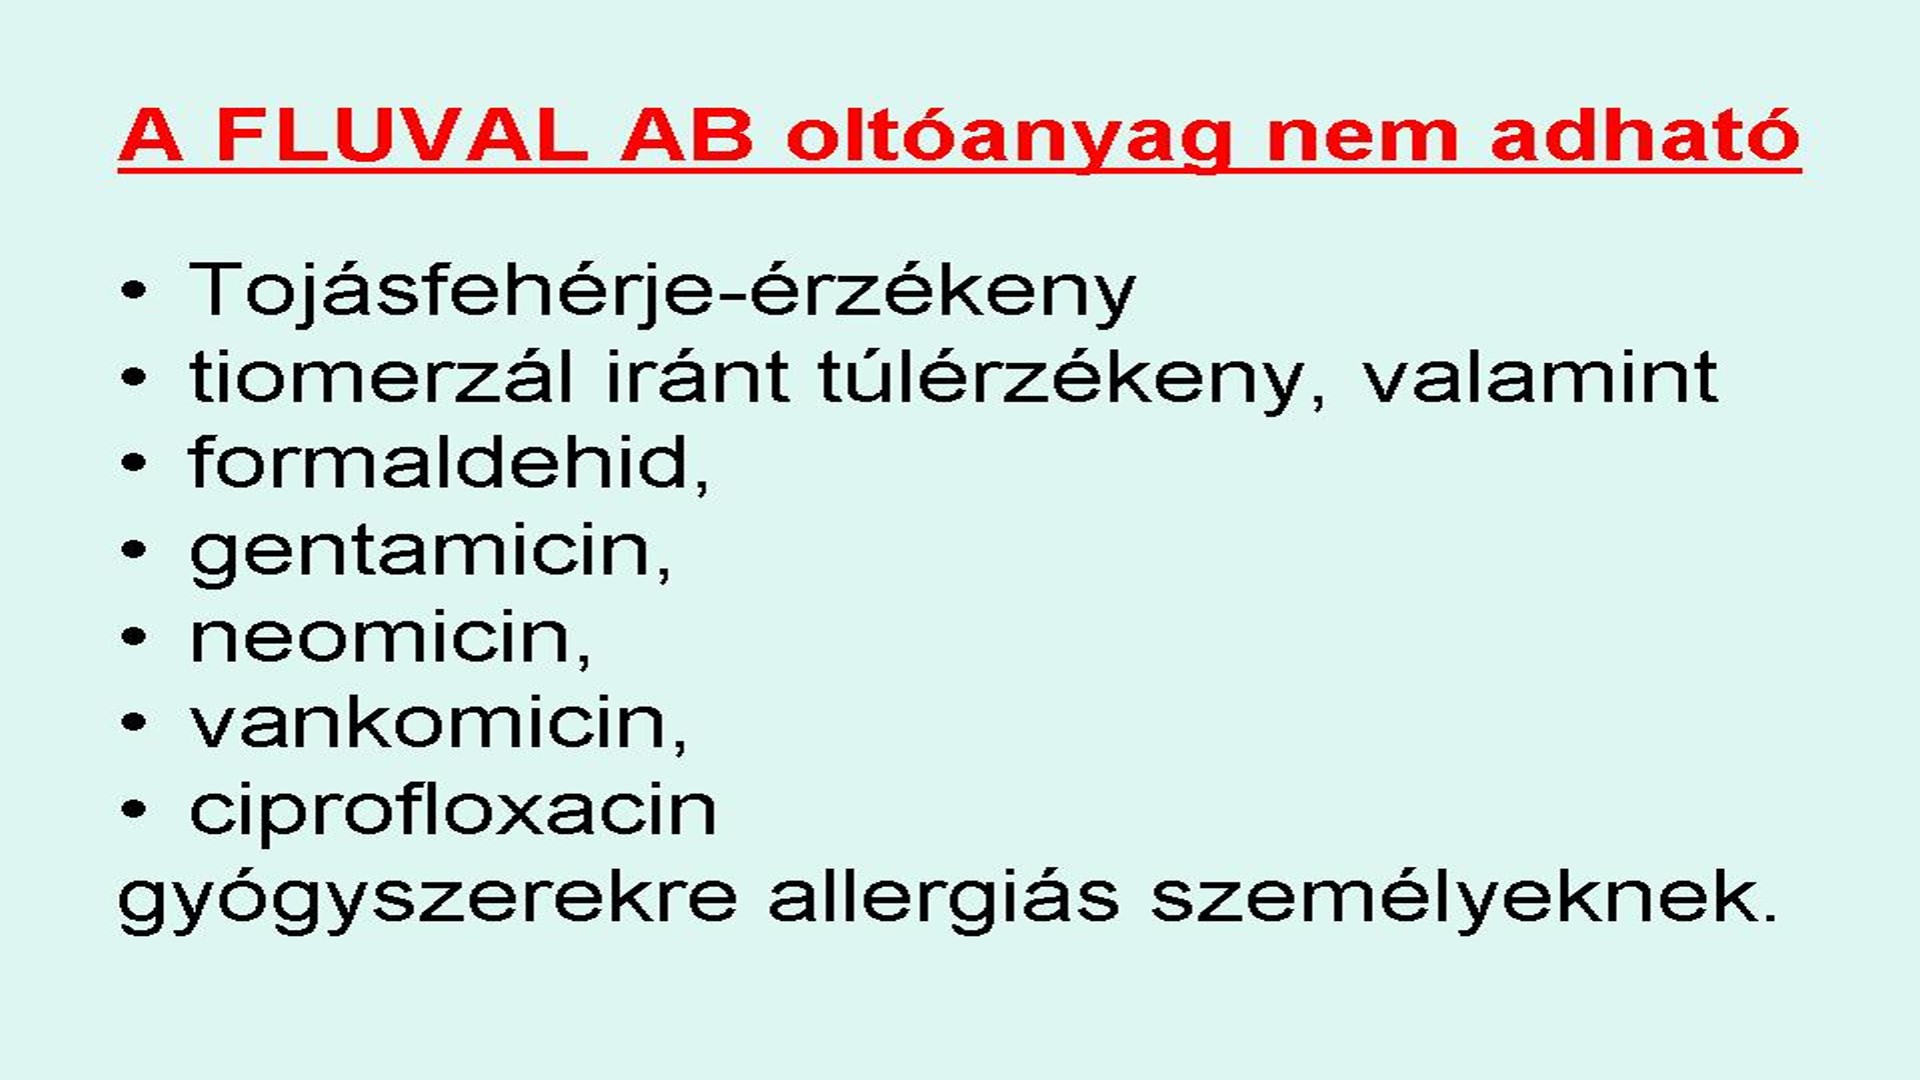 A FLUVAL AB oltóanyag nem adható
• Tojásfehérje-érzékeny
• tiomerzál iránt túlérzékeny, valamint
• formaldehid,
• gentamicin,
• neomicin,
• vankomicin,
• ciprofloxacin
gyógyszerekre allergiás személyeknek.